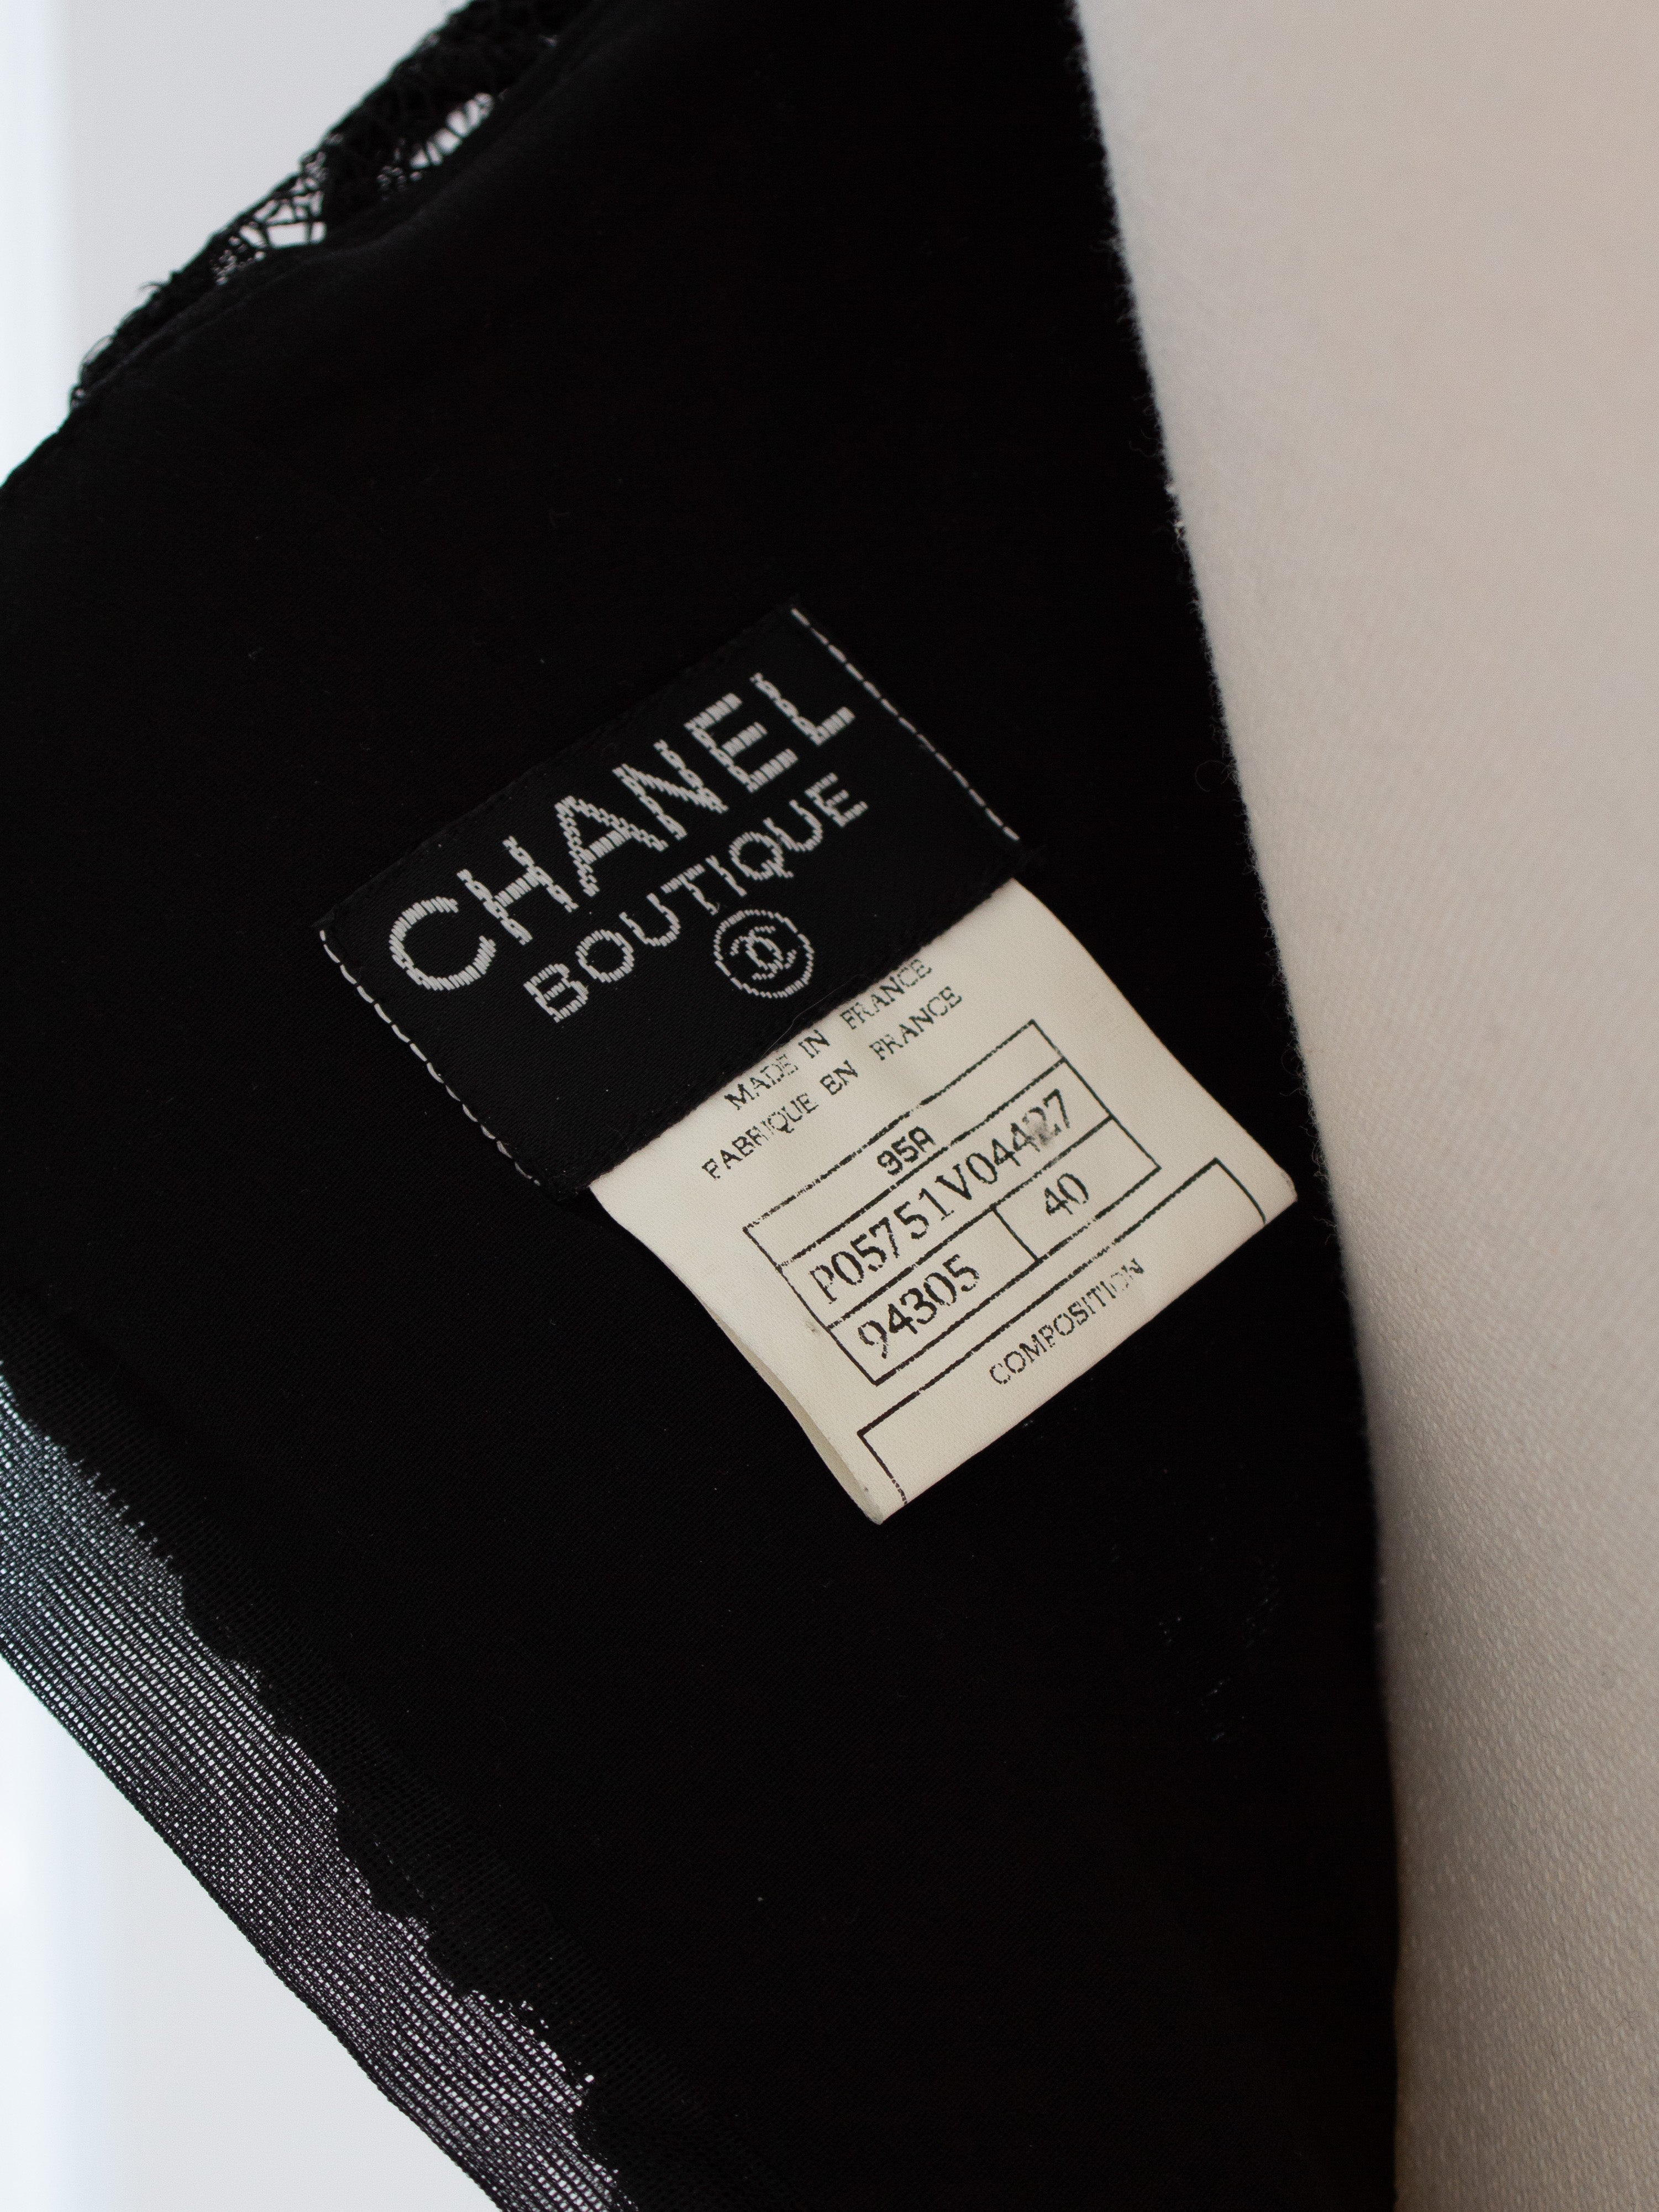 CHANEL
BOUTIQUE
MADE IN FRANCE
FABRIQUE EN FRANCE
95A
P05751V04427
94305 40
COMPOSITION